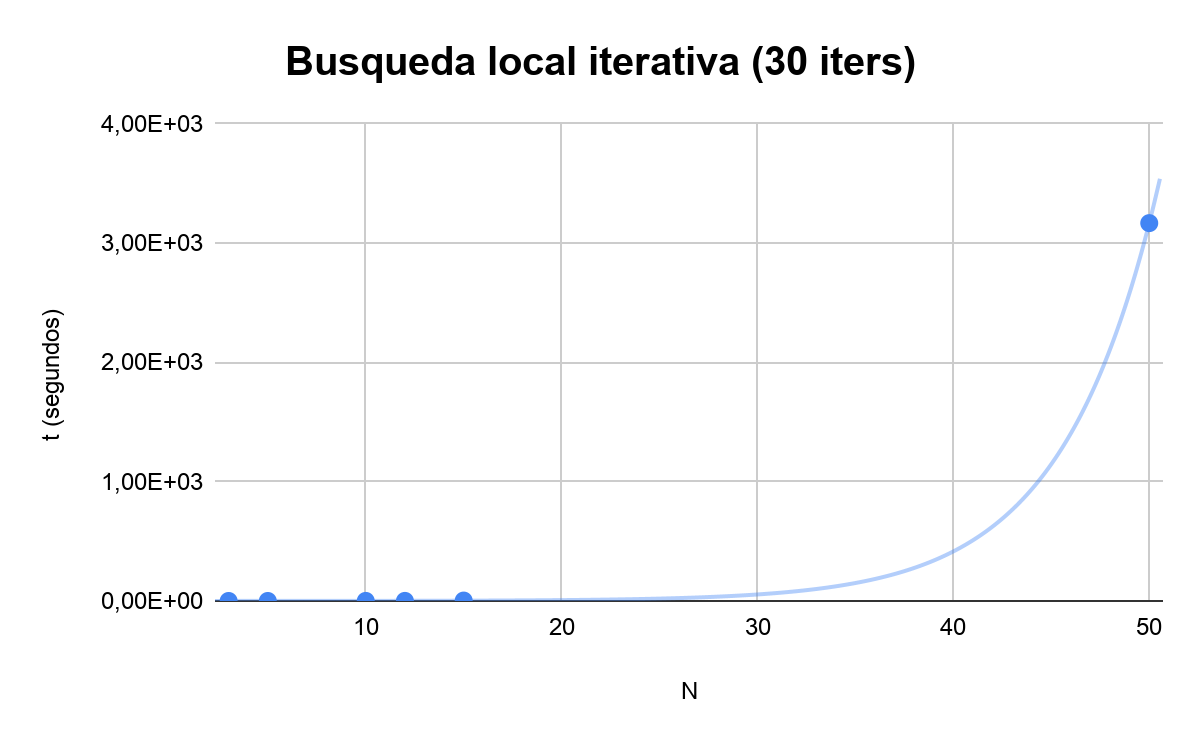 Busqueda local iterativa (30 iters)
4,00E+03
3,00E+03
2,00E+03
1,00E+03
0,00E+00
t (segundos)
10 20 30 40 50
N